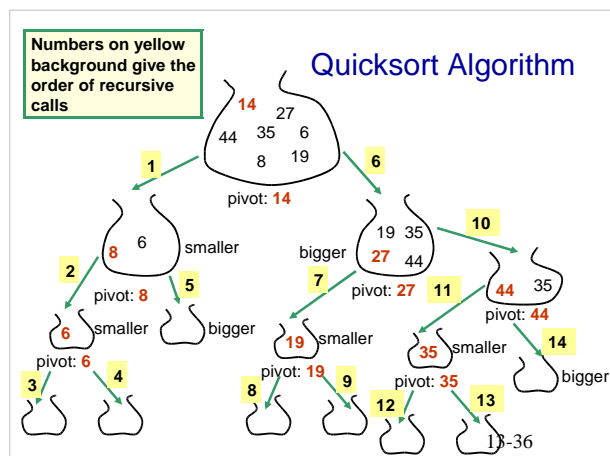 Numbers on yellow
background give the
order of recursive
calls
Quicksort Algorithm
14
27
44
35
6
8
19
1
6
pivot: 14
8
6
smaller
bigger
19
35
27
44
10
2
5
7
11
pivot: 8
pivot: 27
44
35
6
smaller
bigger
19
smaller
35
smaller
pivot: 44
14
pivot: 6
pivot: 19
pivot: 35
bigger
3
4
8
9
12
13
13-36